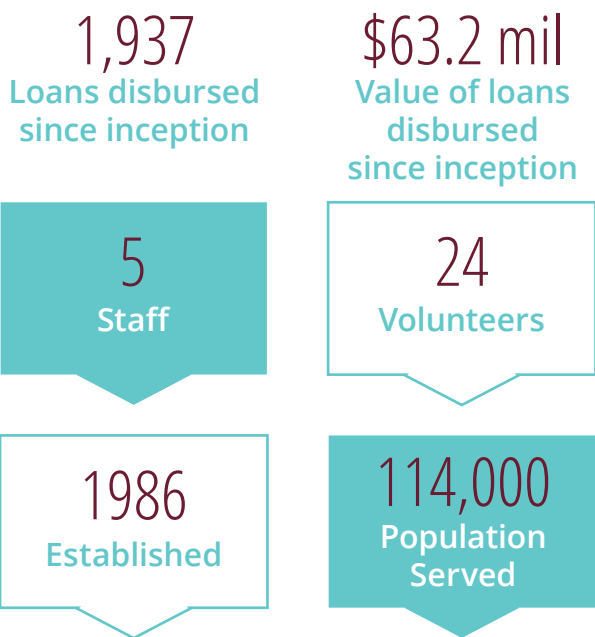 1,937
Loans disbursed
since inception
$63.2 mil
Value of loans
disbursed
since inception
5
Staff
24
Volunteers
1986
Established
114,000
Population
Served